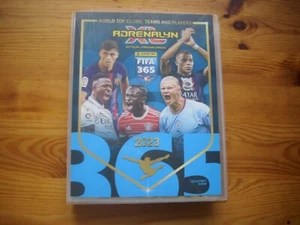 WORLD TOP CLUBS, TEAMS AND PLAYERS
ADRENALYN
XL
PANINI
FIFA
365
365
2023